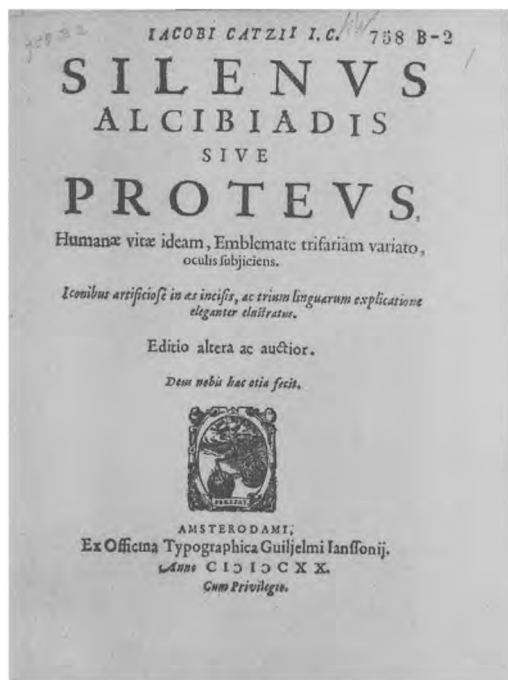 IACOBI CATZII I.C. 758 B-2
SILENVS
ALCIBIADIS
SIVE
PROTEVS,
Humanæ vitæ ideam, Emblemate trifariam variato,
oculis ſubjiciens.
Iconibus artificioſè in æs inciſis, ac trium linguarum explicatione
eleganter eluſtratus.
Editio altera ac auctior.
Deus nobis hæc otia fecit.
AMSTERODAMI,
Ex Officina Typographica Guiljelmi Ianſſonij.
Anno CIↃ IↃ CXX.
Cum Privilegio.